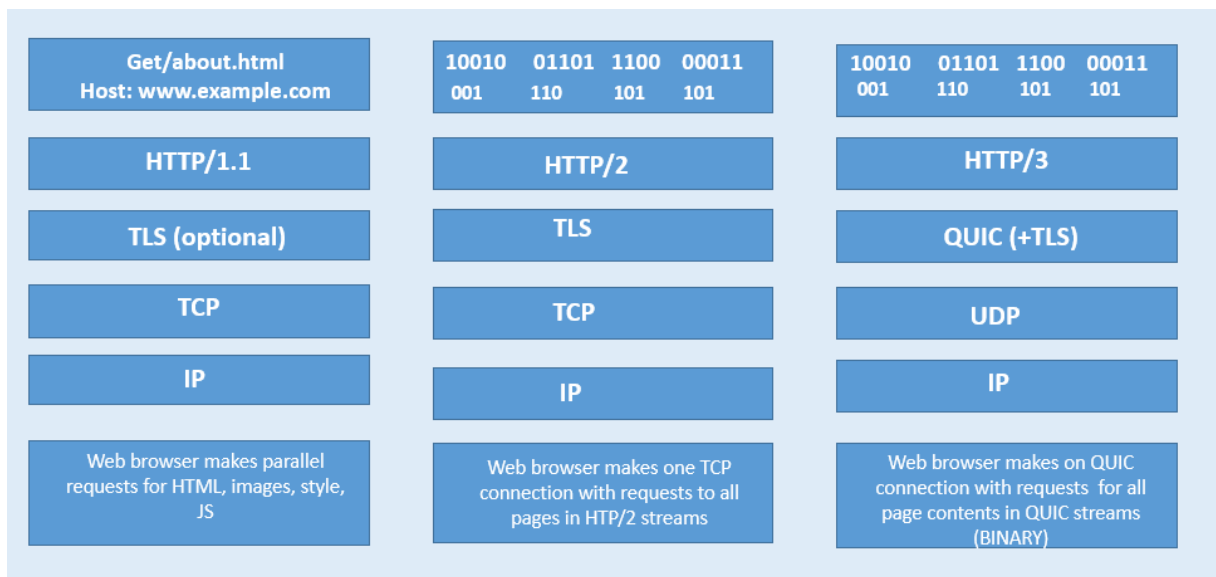 Get/about.html
Host: www.example.com
HTTP/1.1
TLS (optional)
TCP
IP
Web browser makes parallel
requests for HTML, images, style,
JS
10010 01101 1100 00011
001 110 101 101
HTTP/2
TLS
TCP
IP
Web browser makes one TCP
connection with requests to all
pages in HTP/2 streams
10010 01101 1100 00011
001 110 101 101
HTTP/3
QUIC (+TLS)
UDP
IP
Web browser makes on QUIC
connection with requests for all
page contents in QUIC streams
(BINARY)